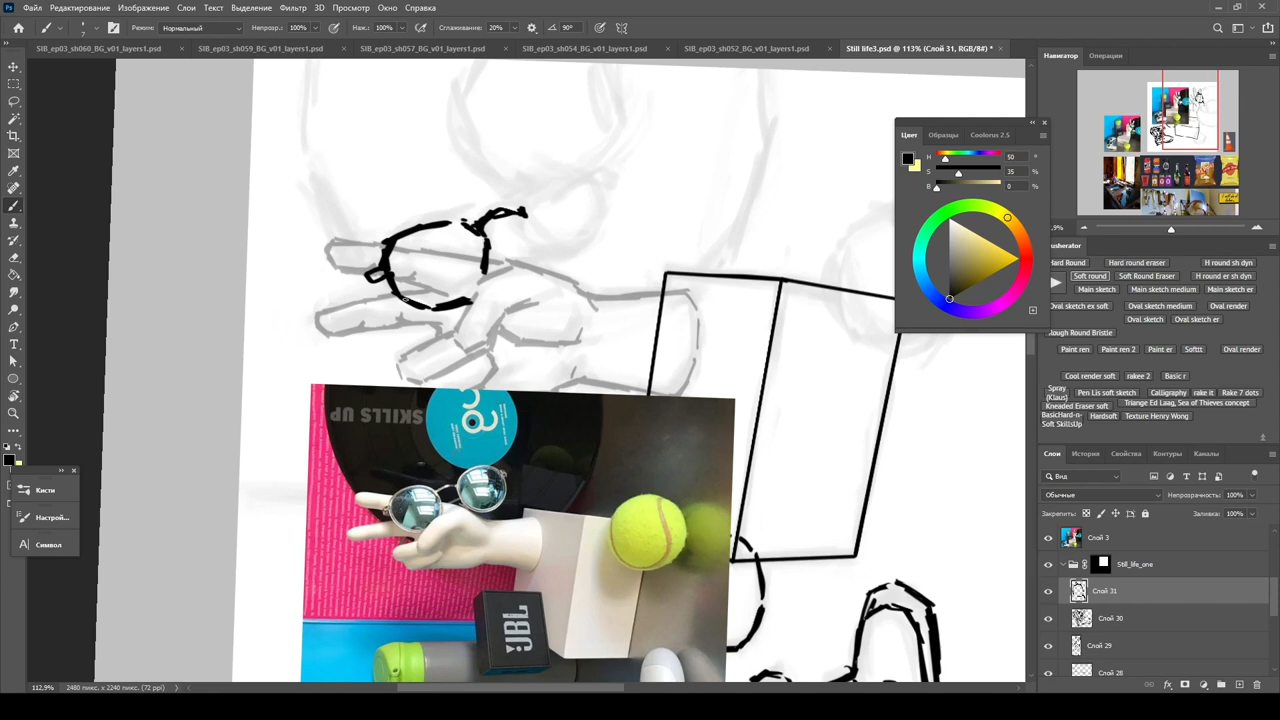 Файл Редактирование Изображение Слои Текст Выделение Фильтр 3D Просмотр Окно Справка
Режим: Нормальный Непрозр.: 100% Наж.: 100% Сглаживание: 20% 90°
SIB_ep03_sh060_BG_v01_layers1.psd SIB_ep03_sh059_BG_v01_layers1.psd SIB_ep03_sh057_BG_v01_layers1.psd SIB_ep03_sh054_BG_v01_layers1.psd SIB_ep03_sh052_BG_v01_layers1.psd Still life3.psd @ 113% (Слой 31, RGB/8#) *
Навигатор Операции
Цвет Образцы Coolorus 2.5
H 50 °
S 35 %
B 0 %
Hard Round Hard round eraser H round sh dyn
Soft round Soft Round Eraser H round er sh dyn
Main sketch Main sketch medium Main sketch er
Oval sketch ex soft Oval sketch medium Oval render
Oval sketch Oval sketch er
Rough Round Bristle
Paint ren Paint ren 2 Paint er Softtt Oval render
Cool render soft rakee 2 Basic r
Spray (Klaus) Pen Lis soft sketch Calligraphy rake it Rake 7 dots
Kneaded Eraser soft Triange Ed Laag, Sea of Thieves concept
BasicHard-n-Soft SkillsUp Hardsoft Texture Henry Wong
Слои История Свойства Контуры Каналы
Вид
Обычные Непрозрачность: 100%
Закрепить: Заливка: 100%
Слой 3
Still_life_one
Слой 31
Слой 30
Слой 29
Слой 28
Кисти
Настрой...
Символ
SKILLS UP
JBL
112,9% 2480 пикс. x 2240 пикс. (72 ppi)